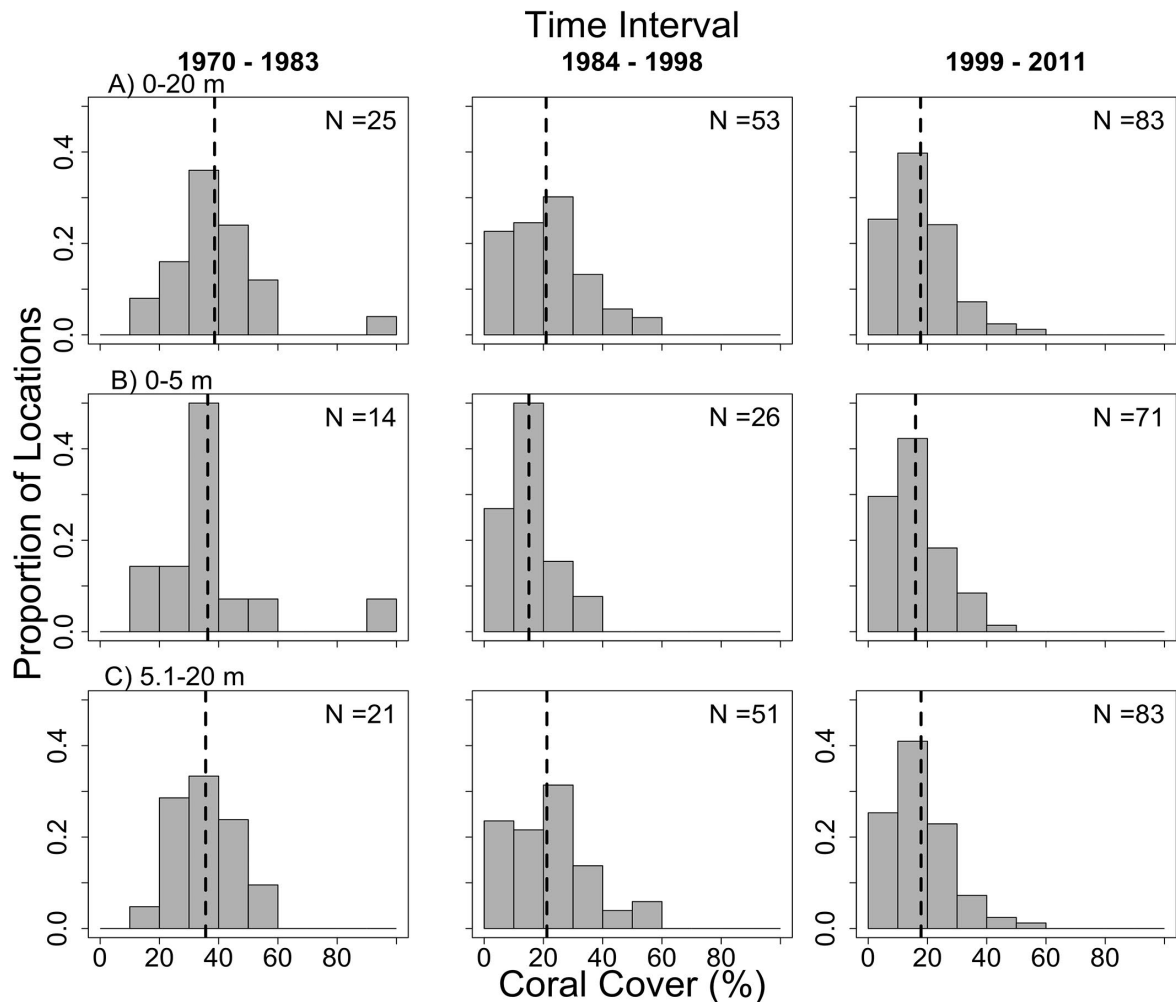 Time Interval
1970 - 1983 1984 - 1998 1999 - 2011
A) 0-20 m
N =25 N =53 N =83
0.0 0.2 0.4
B) 0-5 m
N =14 N =26 N =71
0.0 0.2 0.4
C) 5.1-20 m
N =21 N =51 N =83
0.0 0.2 0.4
0.0 0.2 0.4
Proportion of Locations
0 20 40 60 80 0 20 40 60 80 0 20 40 60 80
Coral Cover (%)